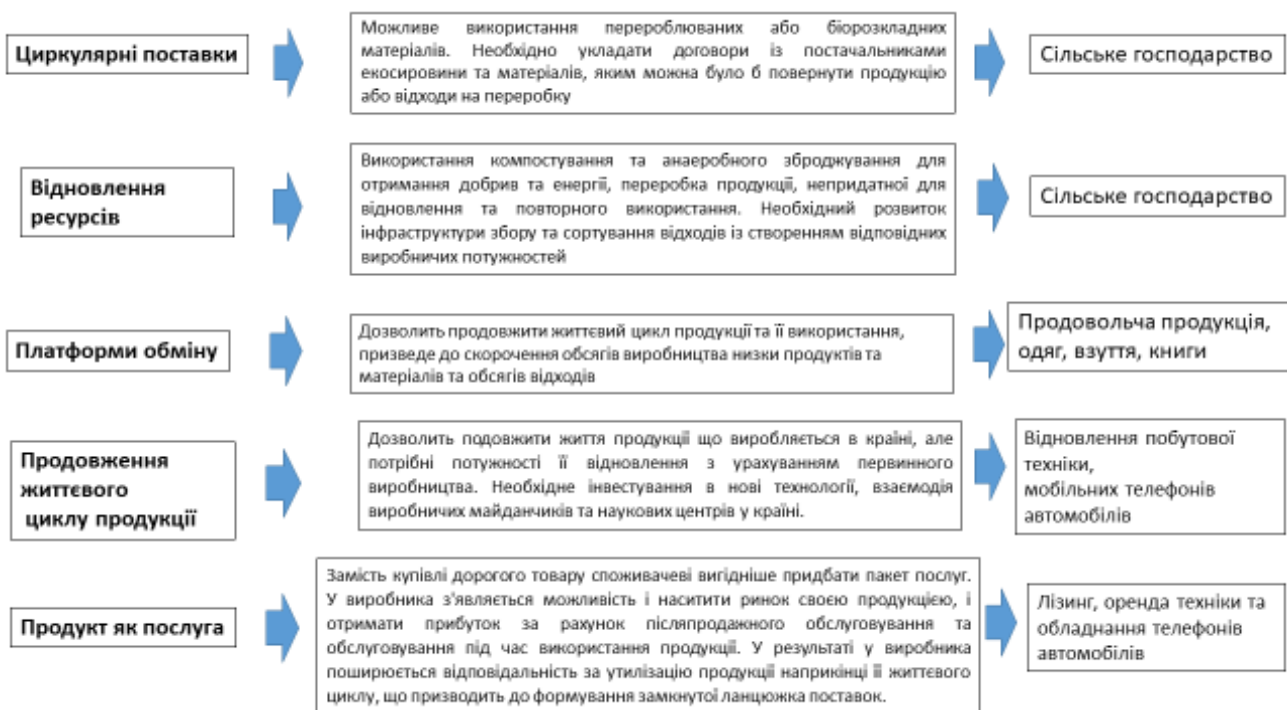 Циркулярні поставки
Можливе використання перероблюваних або біорозкладних
матеріалів. Необхідно укладати договори із постачальниками
екосировини та матеріалів, яким можна було б повернути продукцію
або відходи на переробку
Сільське господарство
Відновлення
ресурсів
Використання компостування та анаеробного зброджування для
отримання добрив та енергії, переробка продукції, непридатної для
відновлення та повторного використання. Необхідний розвиток
інфраструктури збору та сортування відходів із створенням відповідних
виробничих потужностей
Сільське господарство
Платформи обміну
Дозволить продовжити життєвий цикл продукції та її використання,
призведе до скорочення обсягів виробництва низки продуктів та
матеріалів та обсягів відходів
Продовольча продукція,
одяг, взуття, книги
Продовження
життєвого
циклу продукції
Дозволить подовжити життя продукції що виробляється в країні, але
потрібні потужності її відновлення з урахуванням первинного
виробництва. Необхідне інвестування в нові технології, взаємодія
виробничих майданчиків та наукових центрів у країні.
Відновлення побутової
техніки,
мобільних телефонів
автомобілів
Продукт як послуга
Замість купівлі дорогого товару споживачеві вигідніше придбати пакет послуг.
У виробника з'являється можливість і наситити ринок своєю продукцією, і
отримати прибуток за рахунок післяпродажного обслуговування та
обслуговування під час використання продукції. У результаті у виробника
поширюється відповідальність за утилізацію продукції наприкінці її життєвого
циклу, що призводить до формування замкнутої ланцюжка поставок.
Лізинг, оренда техніки та
обладнання телефонів
автомобілів